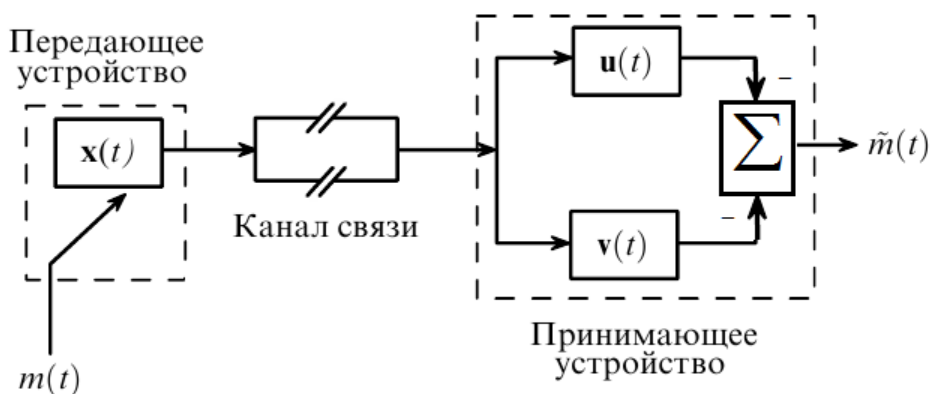 Передающее
устройство
x(t)
m(t)
Канал связи
u(t)
–
Σ
m̃(t)
–
v(t)
Принимающее
устройство